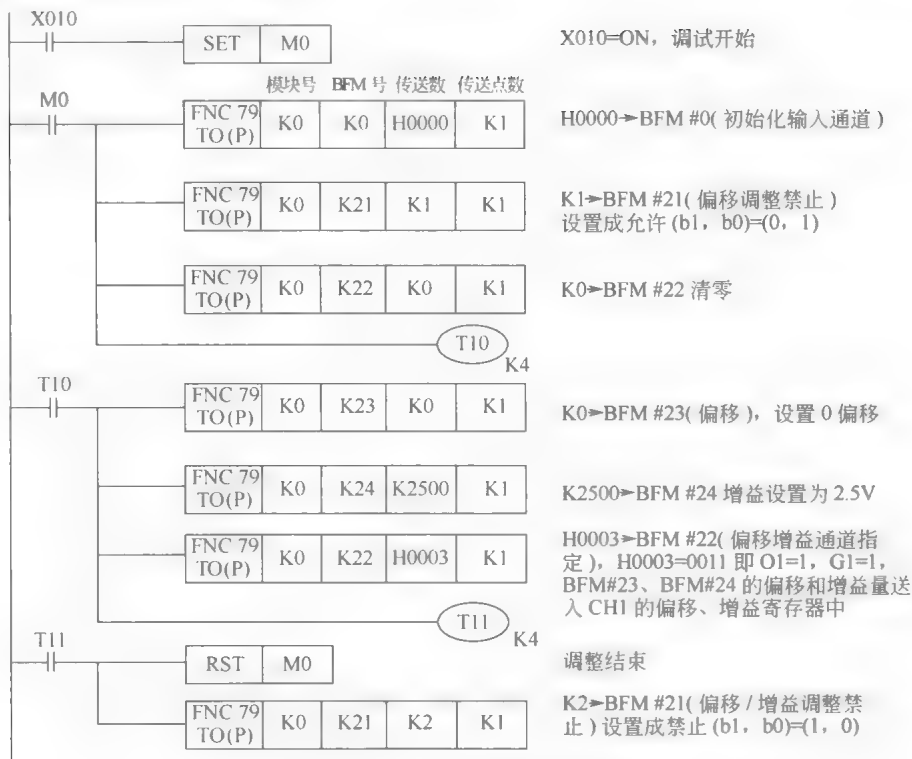 X010
SET M0
X010=ON，调试开始
模块号 BFM 号 传送数 传送点数
M0
FNC 79 TO(P) K0 K0 H0000 K1
H0000➛BFM #0( 初始化输入通道 )
FNC 79 TO(P) K0 K21 K1 K1
K1➛BFM #21( 偏移调整禁止 )
设置成允许 (b1，b0)=(0，1)
FNC 79 TO(P) K0 K22 K0 K1
K0➛BFM #22 清零
T10
K4
T10
FNC 79 TO(P) K0 K23 K0 K1
K0➛BFM #23( 偏移 )，设置 0 偏移
FNC 79 TO(P) K0 K24 K2500 K1
K2500➛BFM #24 增益设置为 2.5V
FNC 79 TO(P) K0 K22 H0003 K1
H0003➛BFM #22( 偏移增益通道指
定 )，H0003=0011 即 O1=1，G1=1，
BFM#23、BFM#24 的偏移和增益量送
入 CH1 的偏移、增益寄存器中
T11
K4
T11
RST M0
调整结束
FNC 79 TO(P) K0 K21 K2 K1
K2➛BFM #21( 偏移 / 增益调整禁
止 ) 设置成禁止 (b1，b0)=(1，0)